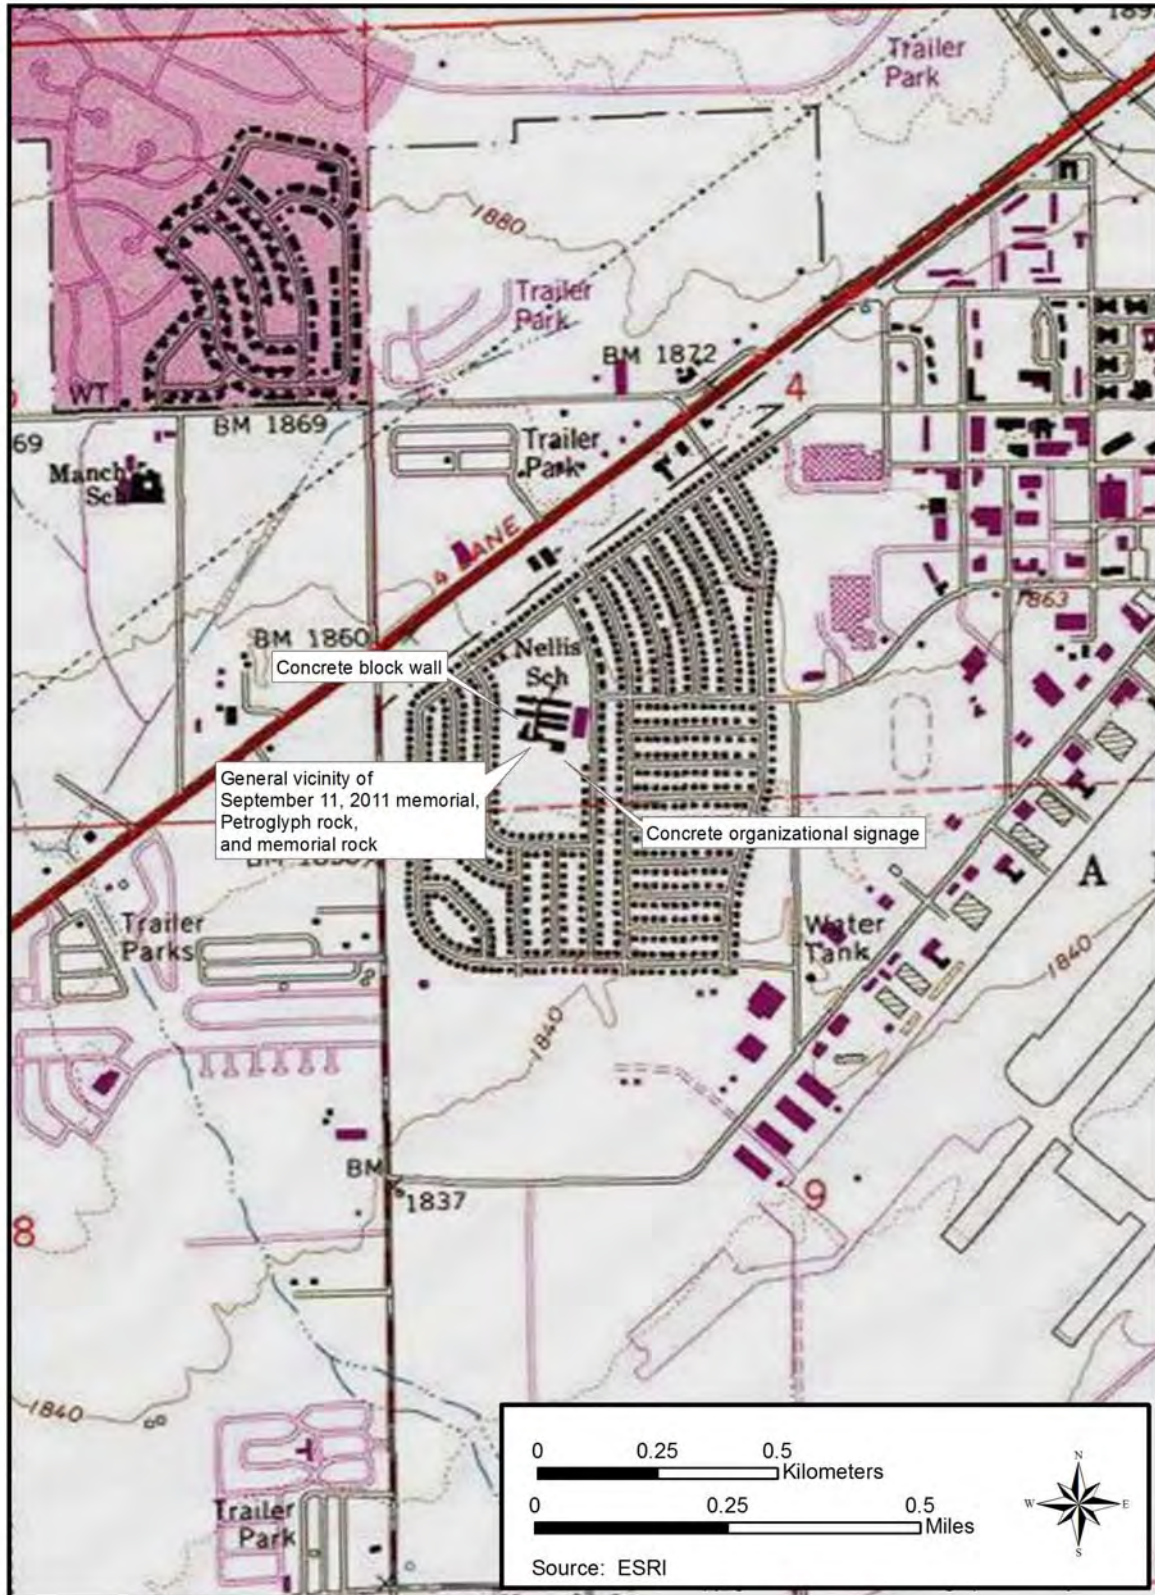 Trailer
Park
1880
Trailer
Park
BM 1872
4
WT
BM 1869
69
Trailer
Park
Manch
Sch
4 LANE
1863
BM 1860
Nellis
Sch
Concrete block wall
General vicinity of
September 11, 2011 memorial,
Petroglyph rock,
and memorial rock
Concrete organizational signage
A
Trailer
Parks
Water
Tank
1840
1840
BM
1837
9
8
1840
Trailer
Park
0 0.25 0.5
Kilometers
0 0.25 0.5
Miles
Source: ESRI
N
W E
S